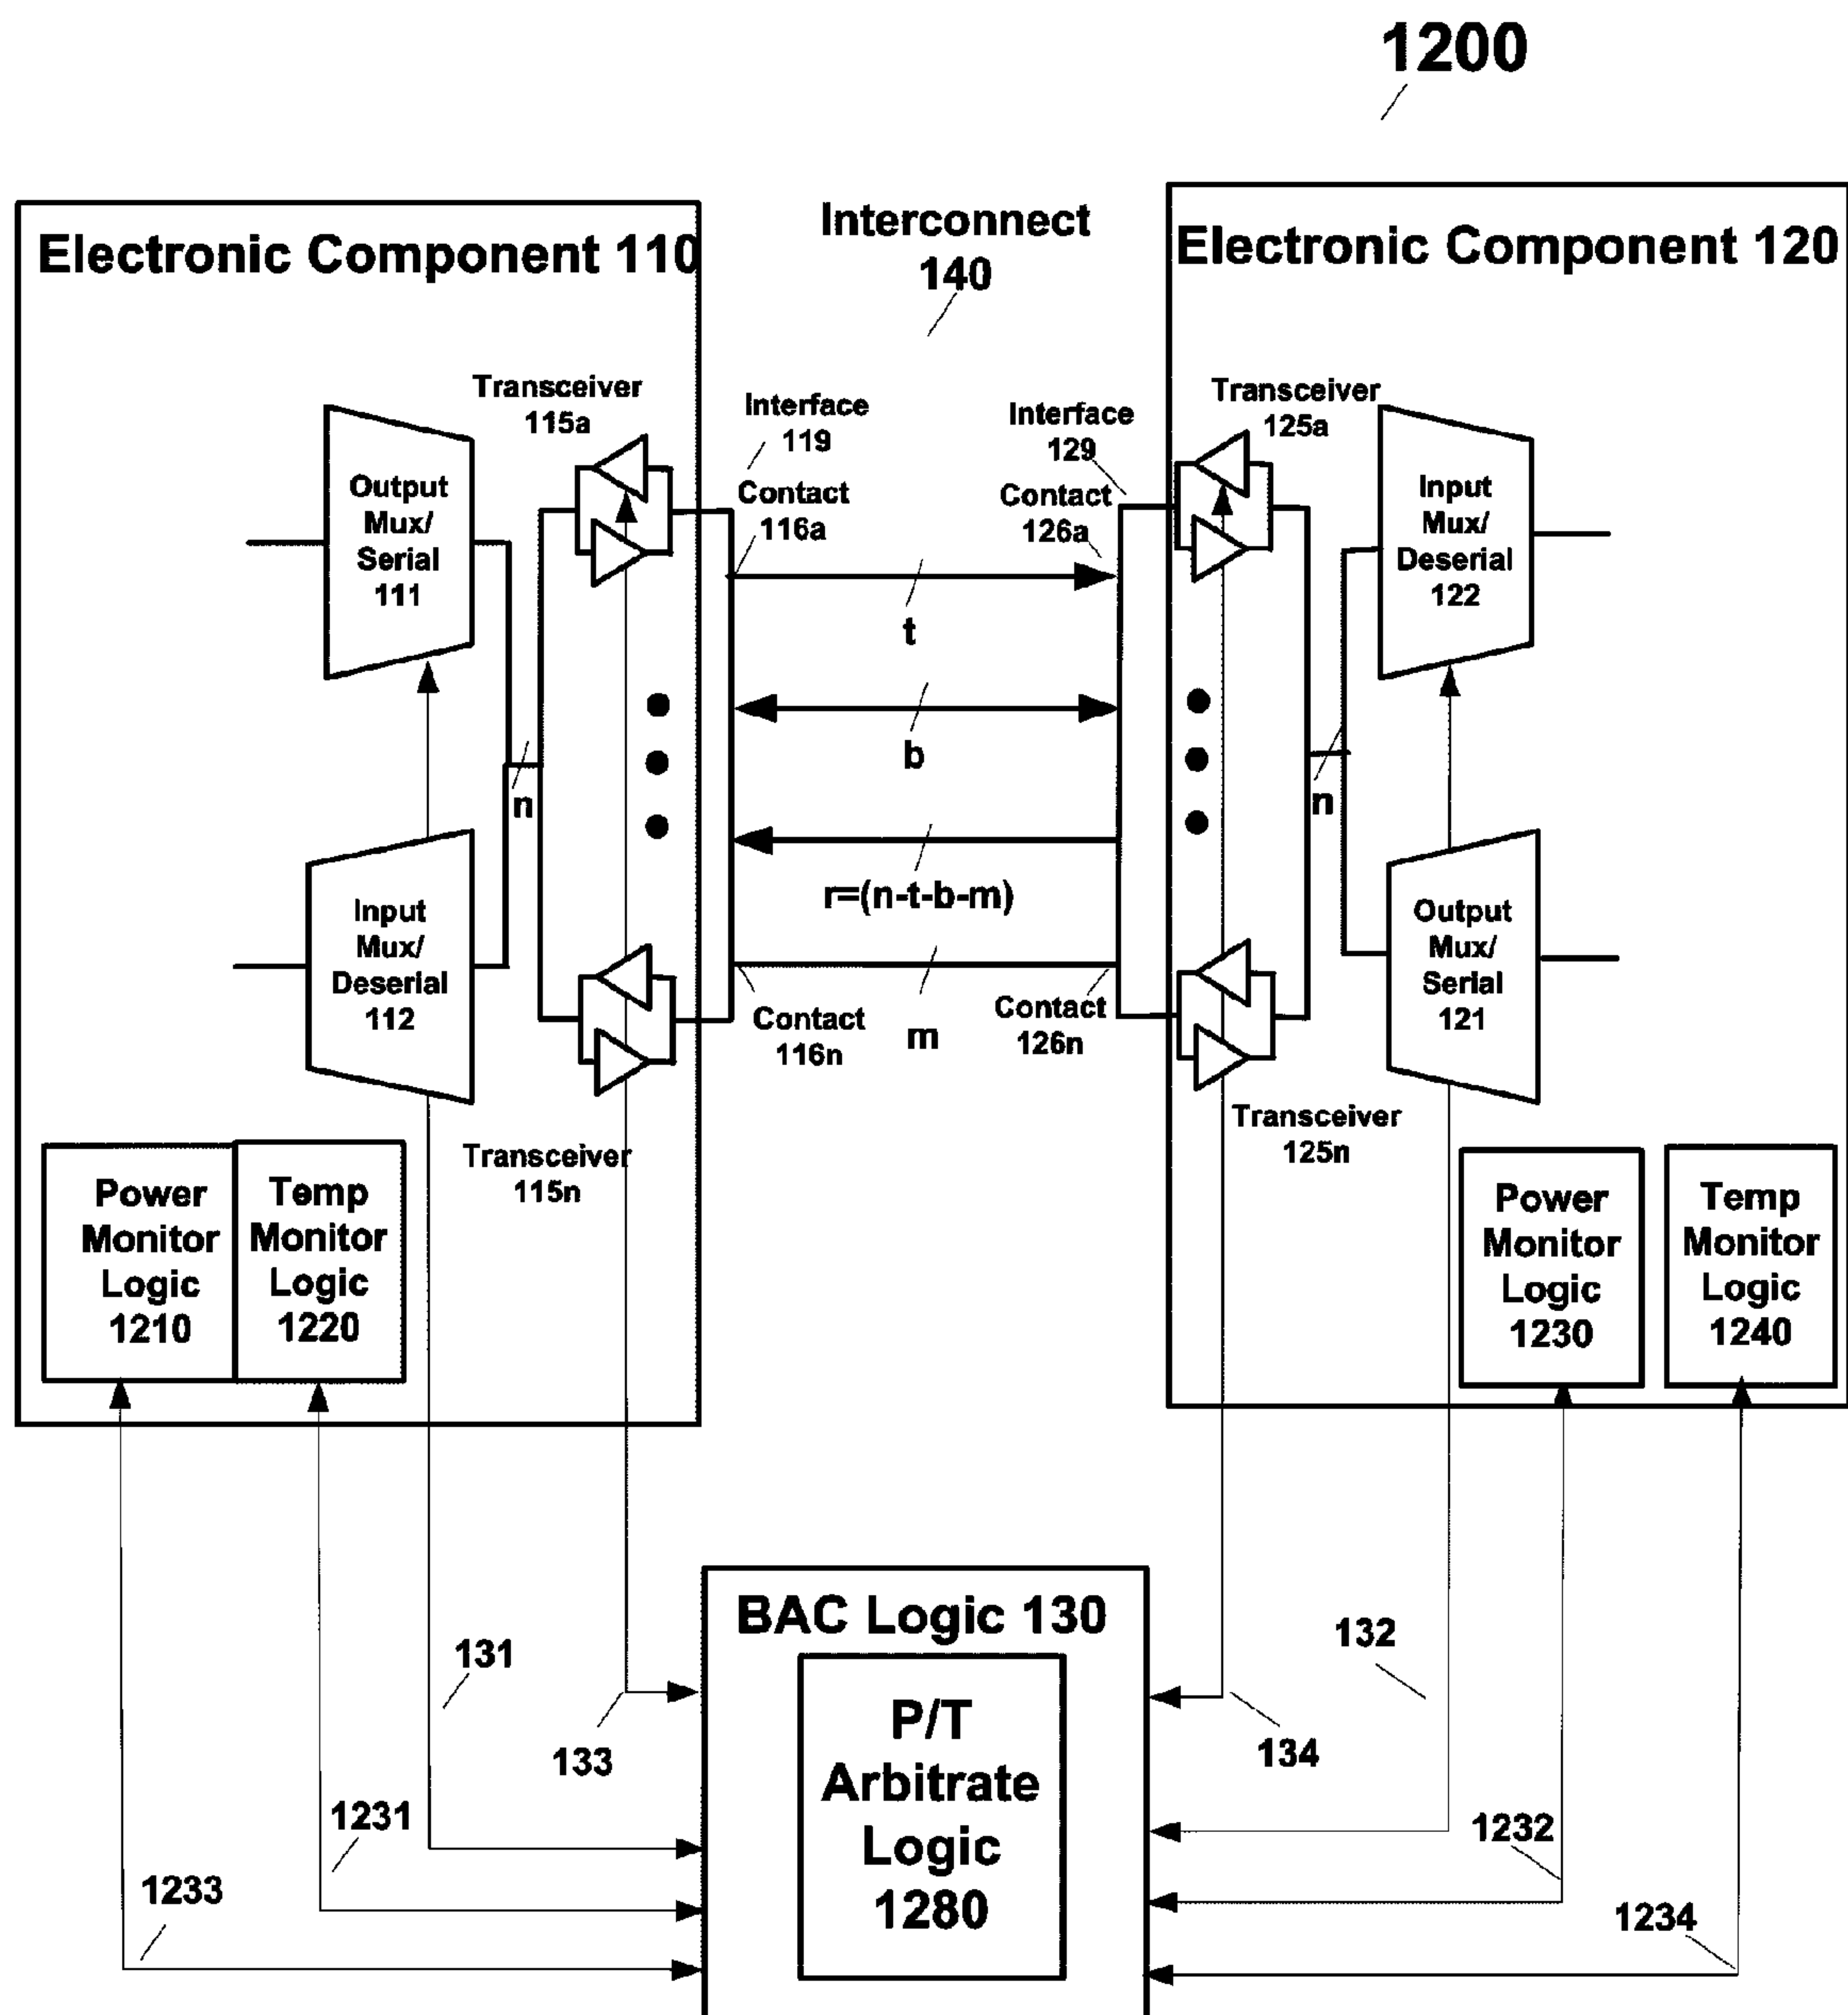 1200
Electronic Component 110
Interconnect
140
Electronic Component 120
Transceiver
115a
Interface
119
Contact
116a
Interface
129
Contact
126a
Transceiver
125a
Output
Mux/
Serial
111
Input
Mux/
Deserial
122
t
b
n
n
r=(n-t-b-m)
Input
Mux/
Deserial
112
Output
Mux/
Serial
121
Contact
116n
m
Contact
126n
Transceiver
115n
Transceiver
125n
Power
Monitor
Logic
1210
Temp
Monitor
Logic
1220
Power
Monitor
Logic
1230
Temp
Monitor
Logic
1240
BAC Logic 130
P/T
Arbitrate
Logic
1280
131
133
1231
1233
132
134
1232
1234